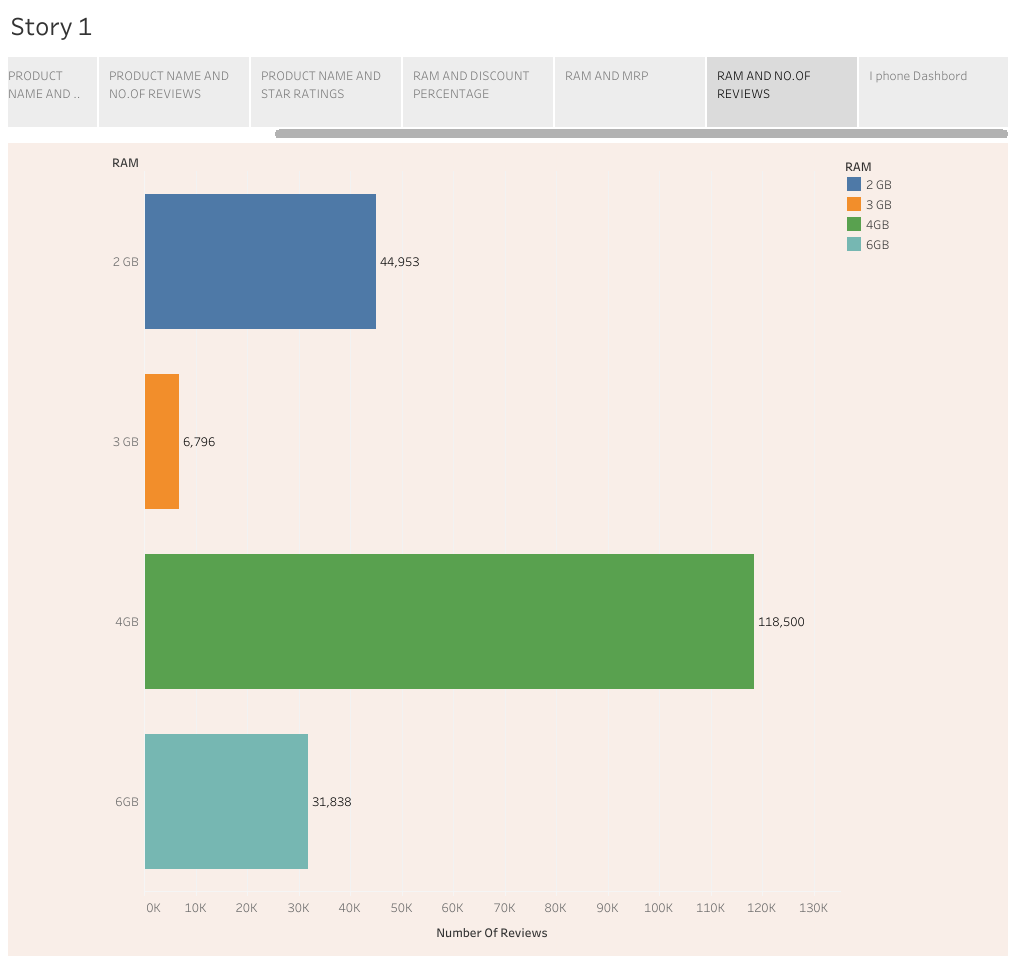 Story 1
PRODUCT
NAME AND ..
PRODUCT NAME AND
NO.OF REVIEWS
PRODUCT NAME AND
STAR RATINGS
RAM AND DISCOUNT
PERCENTAGE
RAM AND MRP
RAM AND NO.OF
REVIEWS
I phone Dashbord
RAM
2 GB
44,953
3 GB
6,796
4GB
118,500
6GB
31,838
0K 10K 20K 30K 40K 50K 60K 70K 80K 90K 100K 110K 120K 130K
Number Of Reviews
RAM
2 GB
3 GB
4GB
6GB